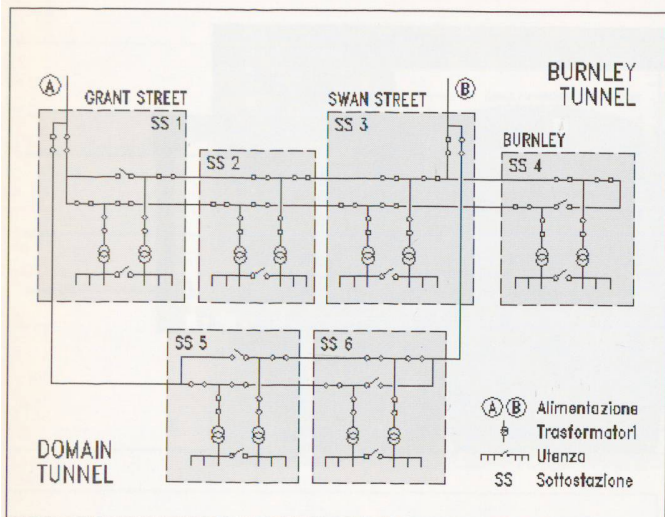 A
B
GRANT STREET
SS 1
SS 2
SWAN STREET
SS 3
BURNLEY
TUNNEL
BURNLEY
SS 4
SS 5
SS 6
DOMAIN
TUNNEL
A B Alimentazione
Trasformatori
Utenza
SS Sottostazione